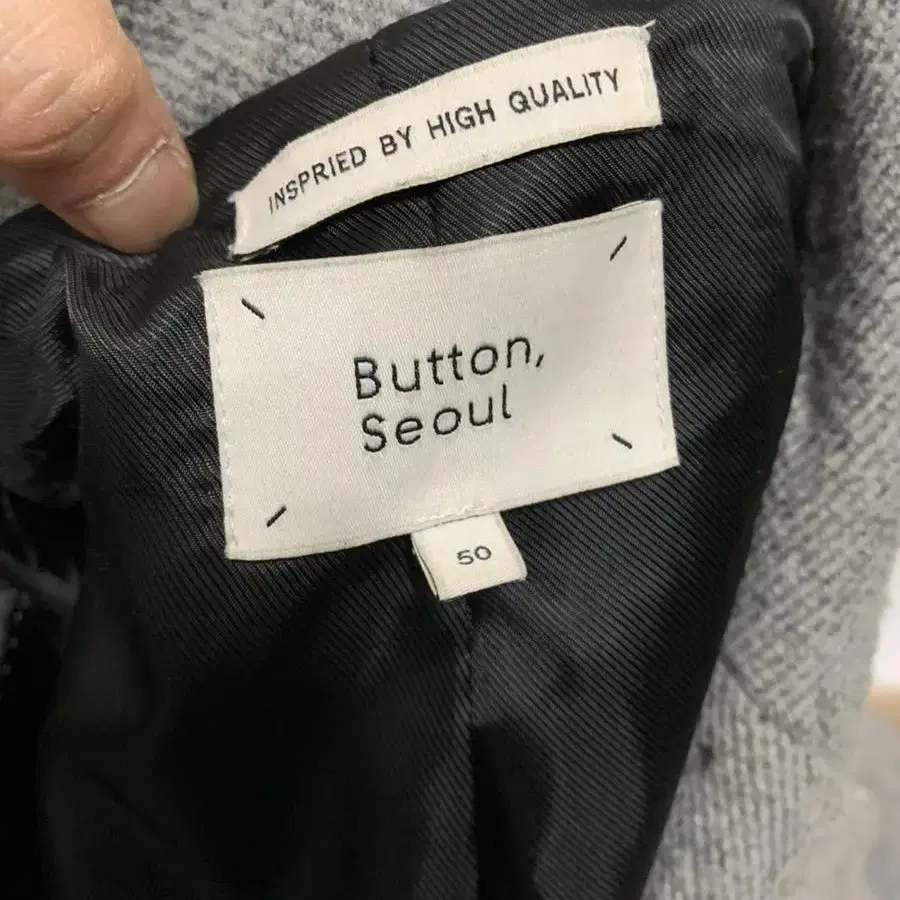 INSPRIED BY HIGH QUALITY
Button,
Seoul
50